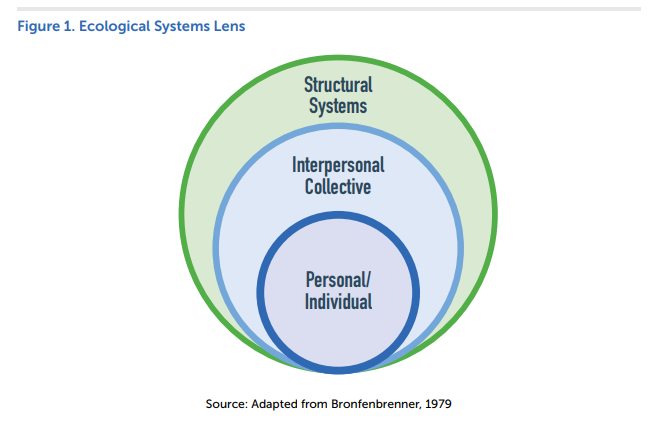 Figure 1. Ecological Systems Lens
Structural
Systems
Interpersonal
Collective
Personal/
Individual
Source: Adapted from Bronfenbrenner, 1979